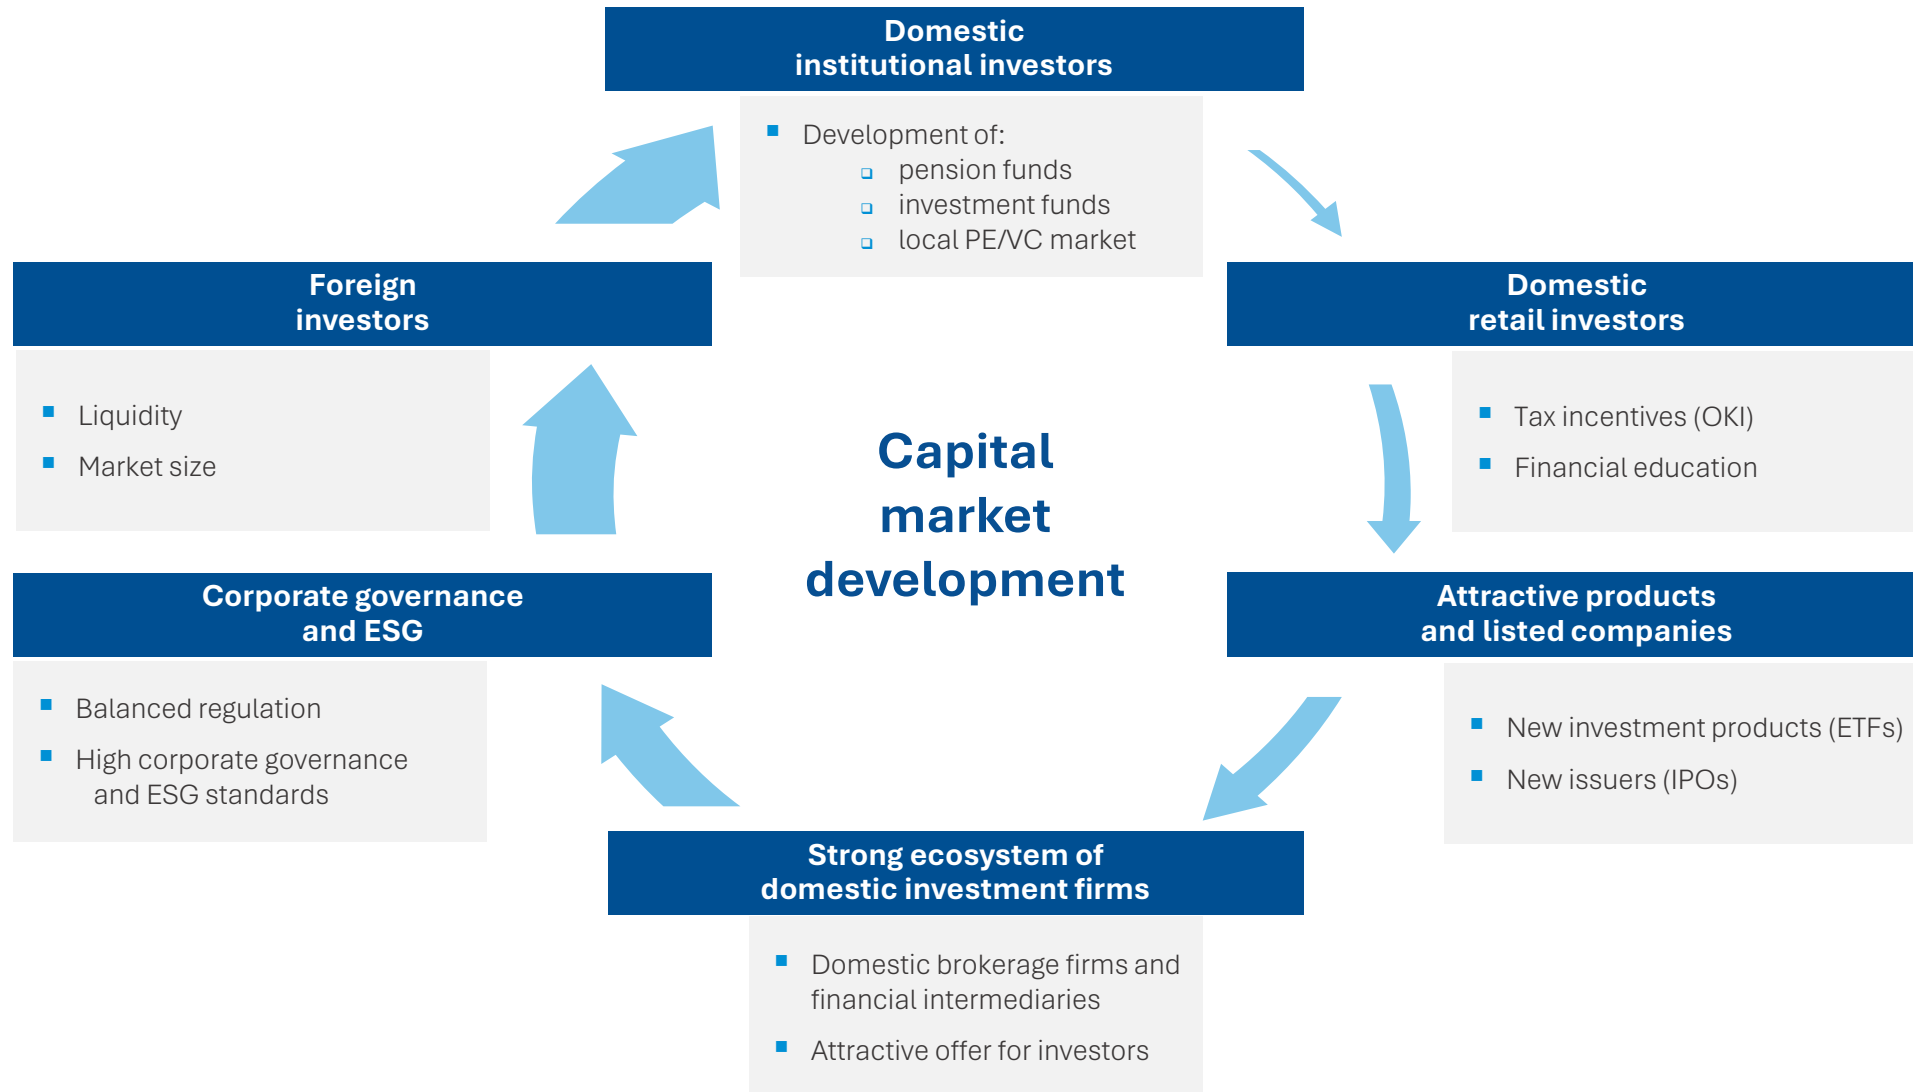 Domestic
institutional investors
Development of:
pension funds
investment funds
local PE/VC market
Domestic
retail investors
Tax incentives (OKI)
Financial education
Attractive products
and listed companies
New investment products (ETFs)
New issuers (IPOs)
Strong ecosystem of
domestic investment firms
Domestic brokerage firms and
financial intermediaries
Attractive offer for investors
Corporate governance
and ESG
Balanced regulation
High corporate governance
and ESG standards
Foreign
investors
Liquidity
Market size
Capital
market
development